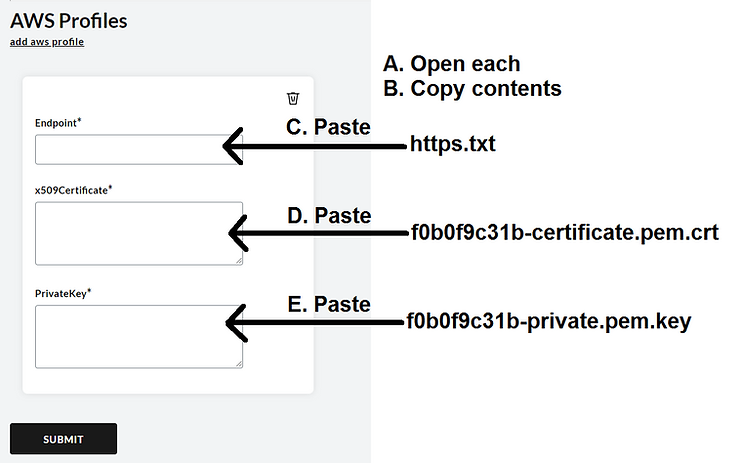 AWS Profiles
add aws profile
A. Open each
B. Copy contents
Endpoint*
C. Paste
https.txt
x509Certificate*
D. Paste
f0b0f9c31b-certificate.pem.crt
PrivateKey*
E. Paste
f0b0f9c31b-private.pem.key
SUBMIT